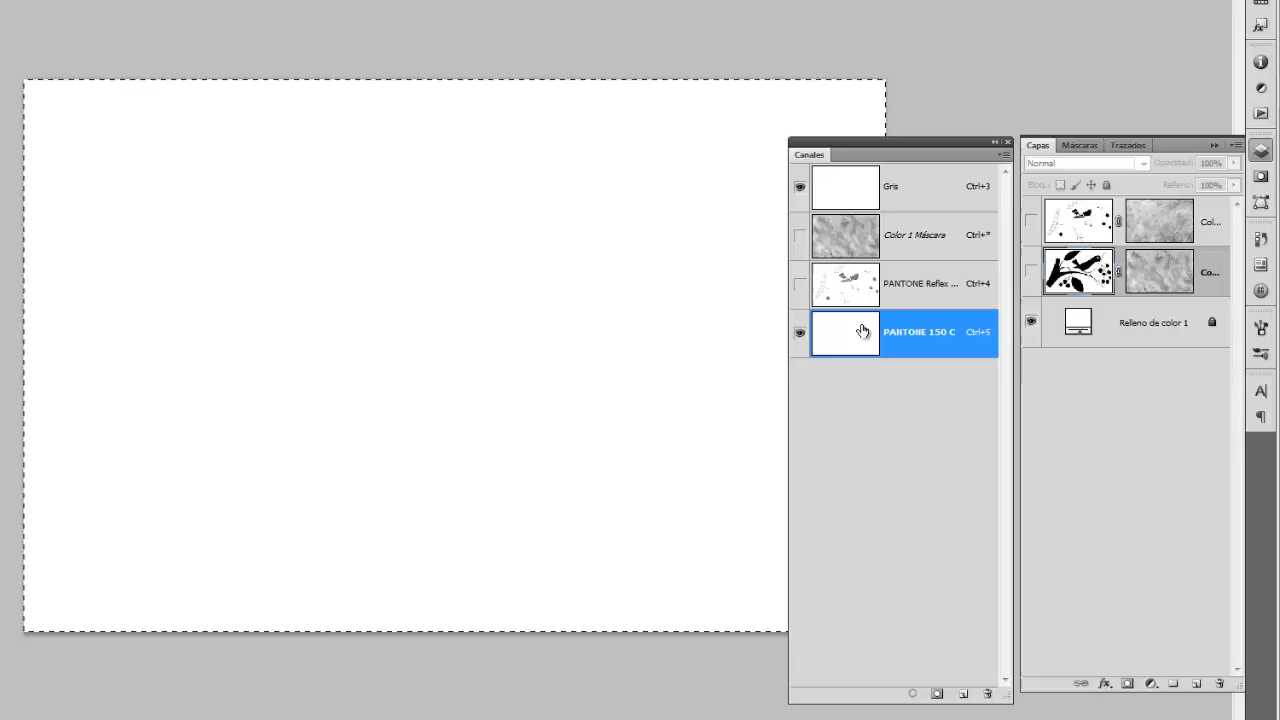 Canales
Gris Ctrl+3
Color 1 Máscara Ctrl+*
PANTONE Reflex ... Ctrl+4
PANTONE 150 C Ctrl+5
Capas Máscaras Trazados
Normal Opacidad: 100%
Bloq.: Relleno: 100%
Col...
Co...
Relleno de color 1
fx.